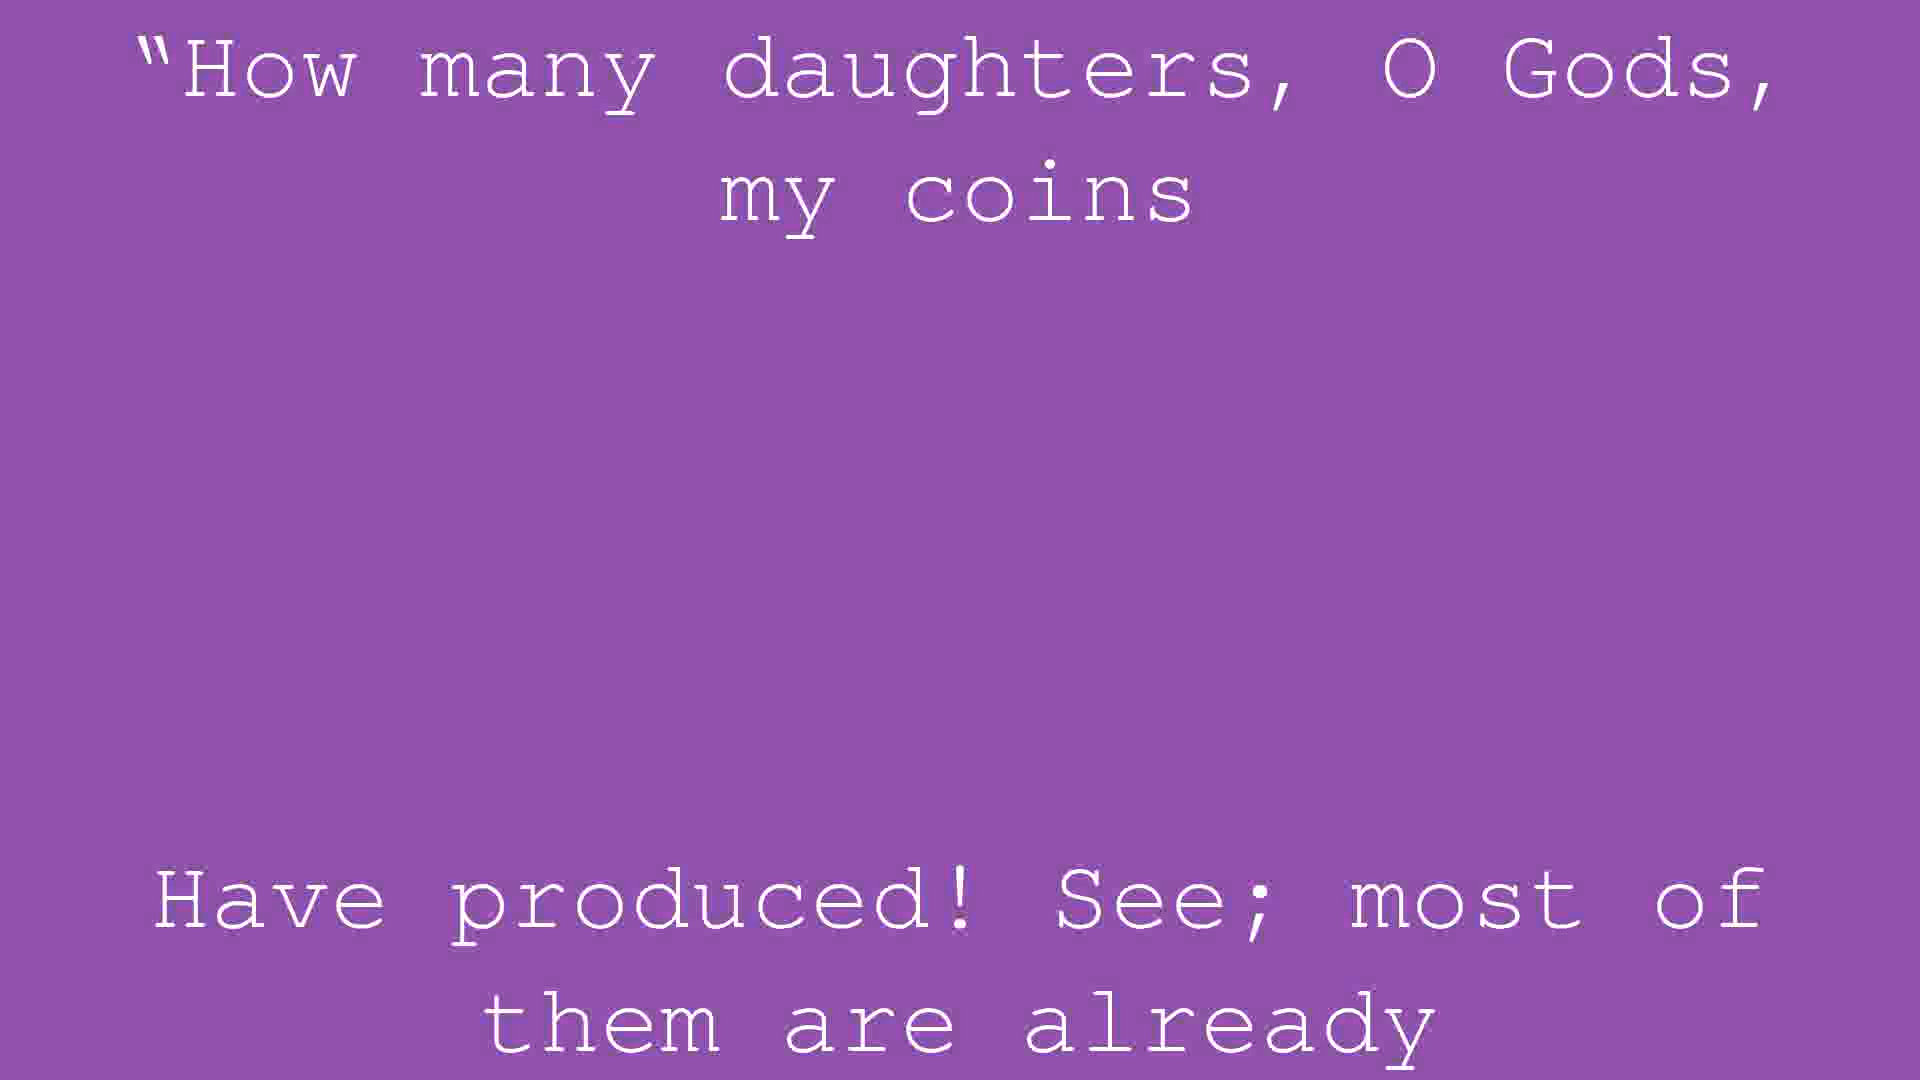 “How many daughters, O Gods,
my coins
Have produced! See; most of
them are already